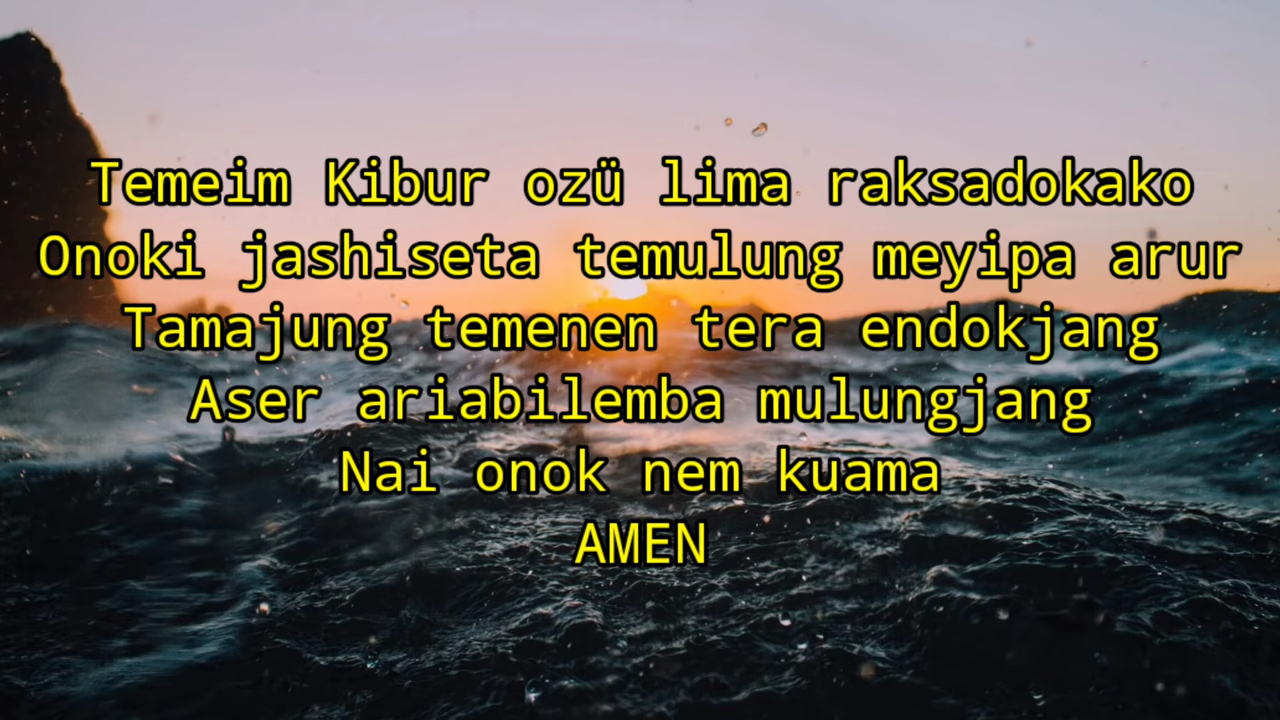 Temeim Kibur ozü lima raksadokako
Onoki jashiseta temulung meyipa arur
Tamajung temenen tera endokjang
Aser ariabilemba mulungjang
Nai onok nem kuama
AMEN